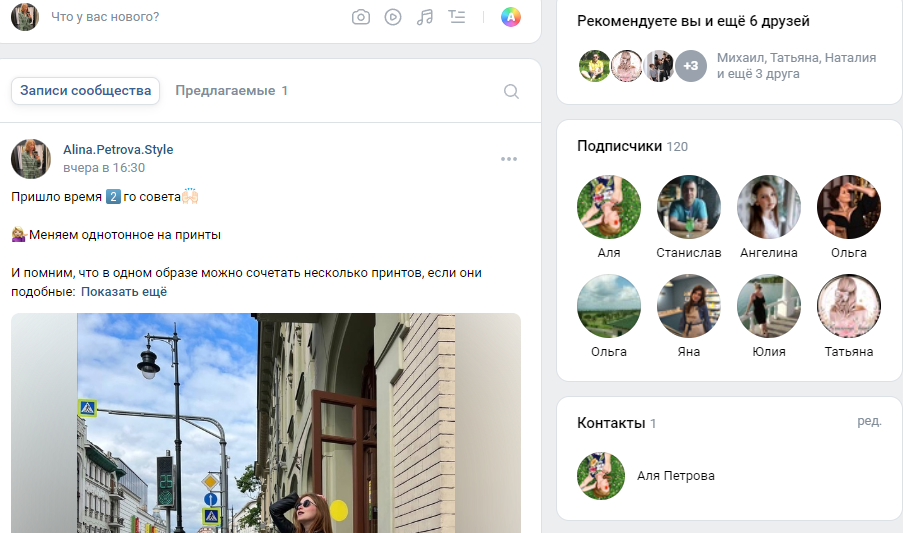 Что у вас нового?
A
Записи сообщества
Предлагаемые 1
Alina.Petrova.Style
вчера в 16:30
Пришло время 2️⃣ го совета🙌🏻
💁🏼‍♀️Меняем однотонное на принты
И помним, что в одном образе можно сочетать несколько принтов, если они
подобные: Показать ещё
Рекомендуете вы и ещё 6 друзей
+3
Михаил, Татьяна, Наталия
и ещё 3 друга
Подписчики 120
Аля Станислав Ангелина Ольга
Ольга Яна Юлия Татьяна
Контакты 1
ред.
Аля Петрова